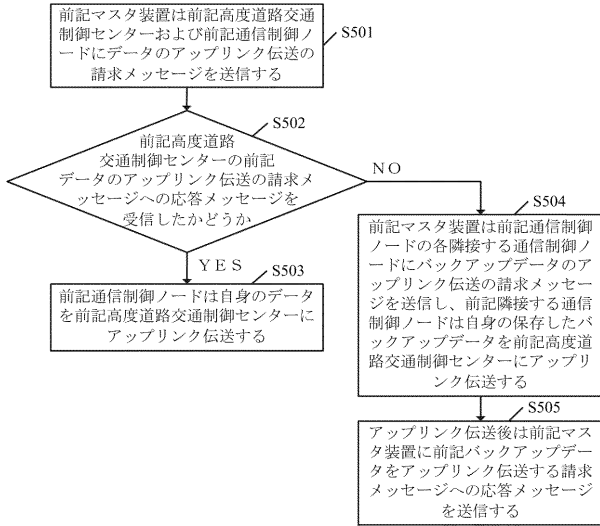 前記マスタ装置は前記高度道路交通
制御センターおよび前記通信制御
ノードにデータのアップリンク伝送の
請求メッセージを送信する
S501
S502
前記高度道路
交通制御センターの前記
データのアップリンク伝送の請求メ
ッセージへの応答メッセージを
受信したかどうか
NO
YES
S503
前記通信制御ノードは自身のデータ
を前記高度道路交通制御センターに
アップリンク伝送する
S504
前記マスタ装置は前記通信制御
ノードの各隣接する通信制御ノ
ードにバックアップデータのア
ップリンク伝送の請求メッセー
ジを送信し、前記隣接する通信
制御ノードは自身の保存したバ
ックアップデータを前記高度道
路交通制御センターにアップリ
ンク伝送する
S505
アップリンク伝送後は前記マス
タ装置に前記バックアップデー
タをアップリンク伝送する請求
メッセージへの応答メッセージ
を送信する